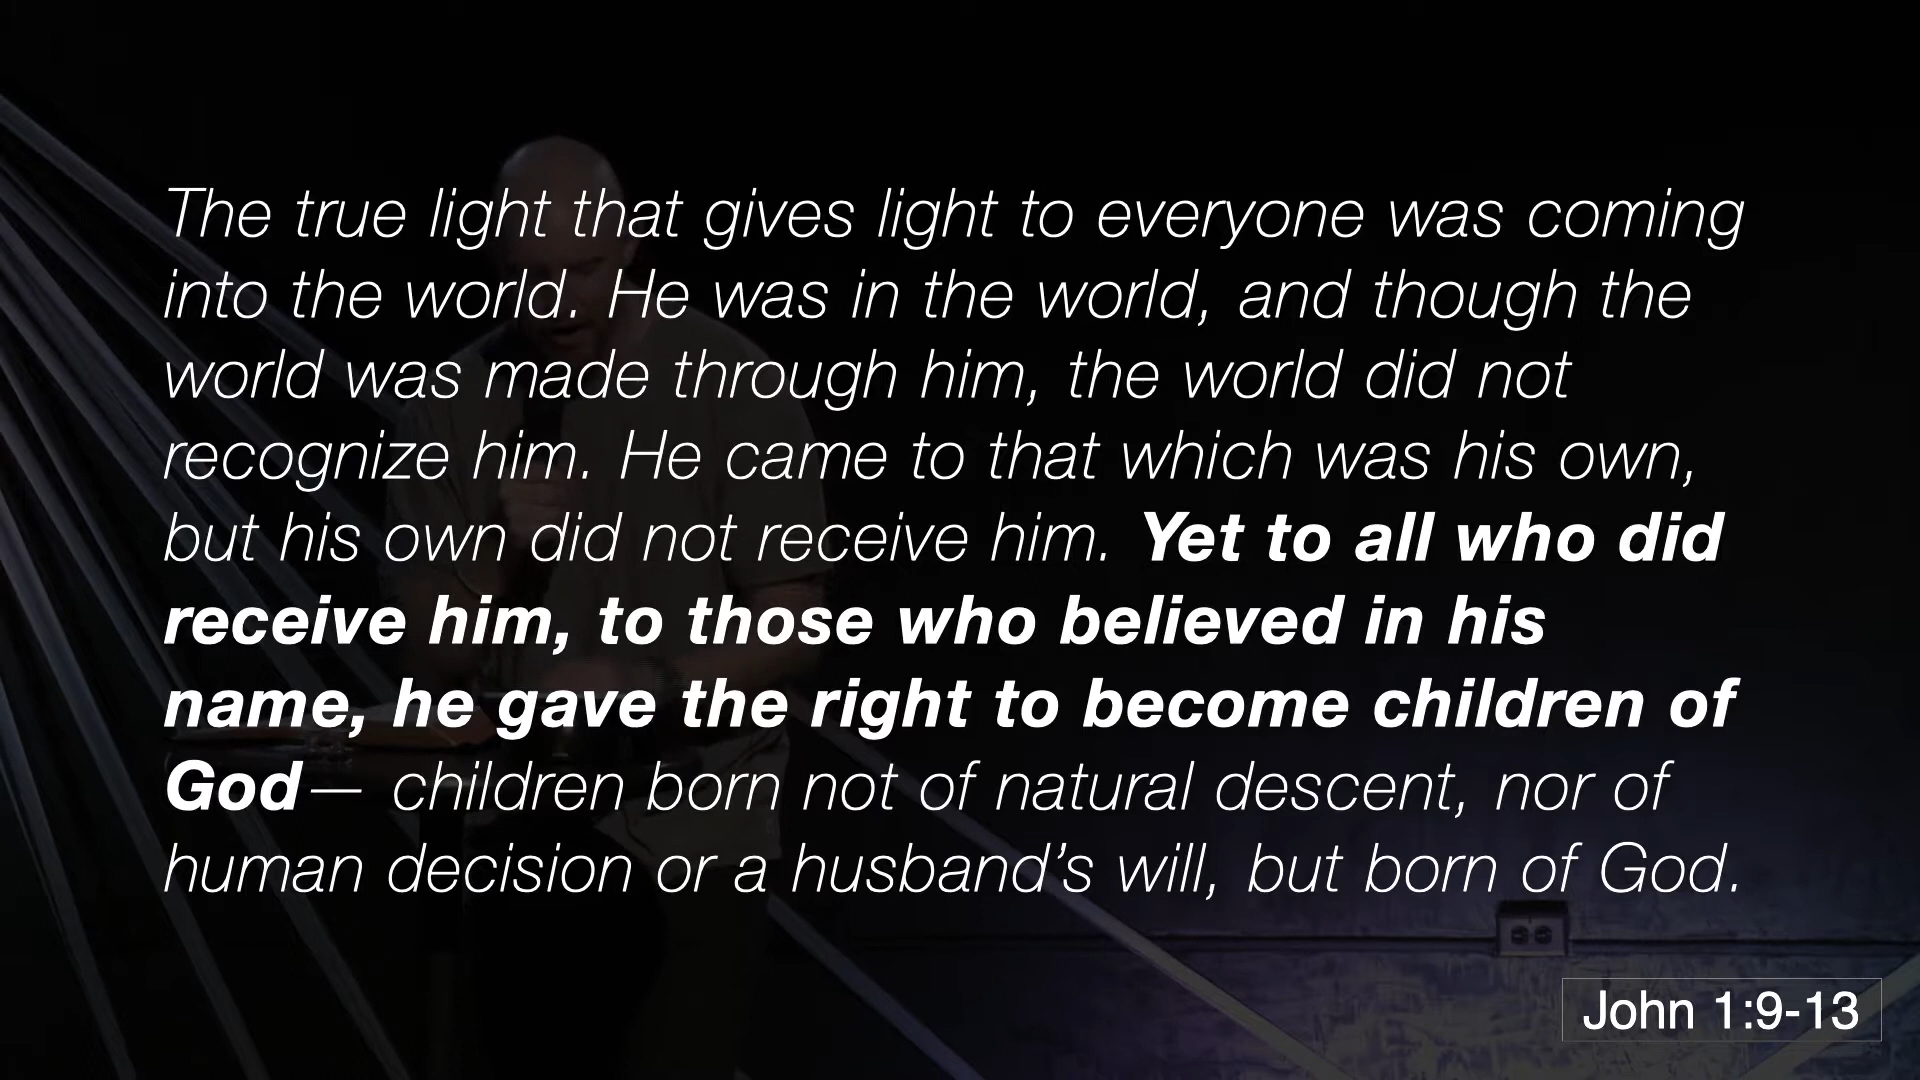 The true light that gives light to everyone was coming
into the world. He was in the world, and though the
world was made through him, the world did not
recognize him. He came to that which was his own,
but his own did not receive him. Yet to all who did
receive him, to those who believed in his
name, he gave the right to become children of
God— children born not of natural descent, nor of
human decision or a husband’s will, but born of God.
John 1:9-13